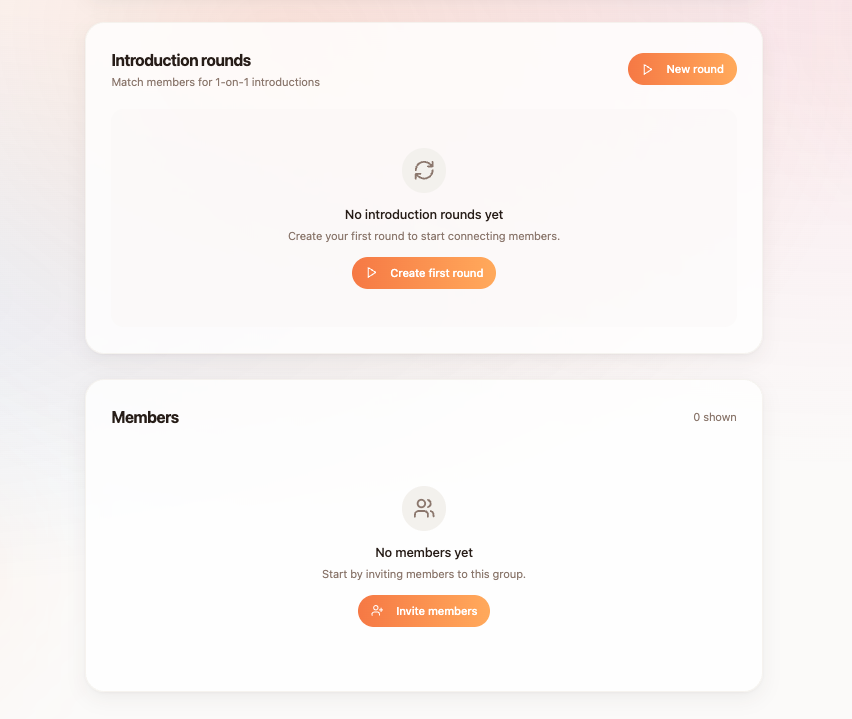 Introduction rounds
Match members for 1-on-1 introductions
New round
No introduction rounds yet
Create your first round to start connecting members.
Create first round
Members
0 shown
No members yet
Start by inviting members to this group.
Invite members